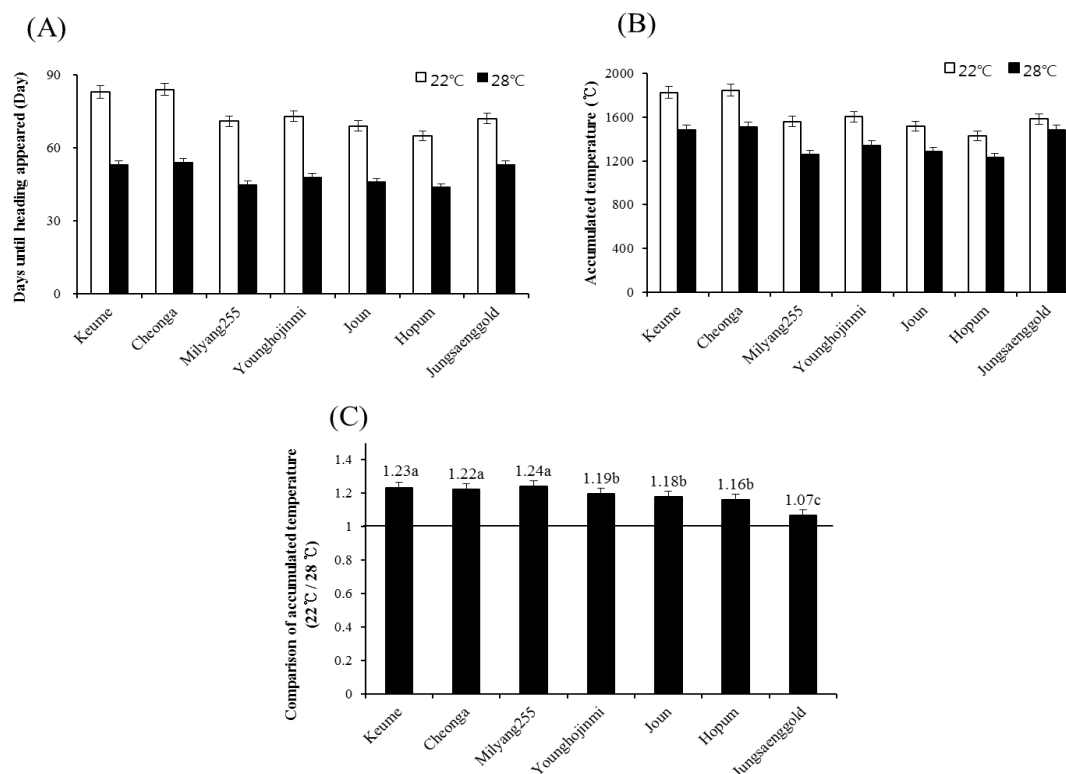 (A)
Days until heading appeared (Day)
90
60
30
0
22℃ 28℃
Keume
Cheonga
Milyang255
Younghojinmi
Joun
Hopum
Jungsaenggold
(B)
Accumulated temperature (℃)
2000
1600
1200
800
400
0
22℃ 28℃
Keume
Cheonga
Milyang255
Younghojinmi
Joun
Hopum
Jungsaenggold
(C)
Comparison of accumulated temperature
(22℃ / 28 ℃)
1.4
1.2
1
0.8
0.6
0.4
0.2
0
1.23a
1.22a
1.24a
1.19b
1.18b
1.16b
1.07c
Keume
Cheonga
Milyang255
Younghojinmi
Joun
Hopum
Jungsaenggold